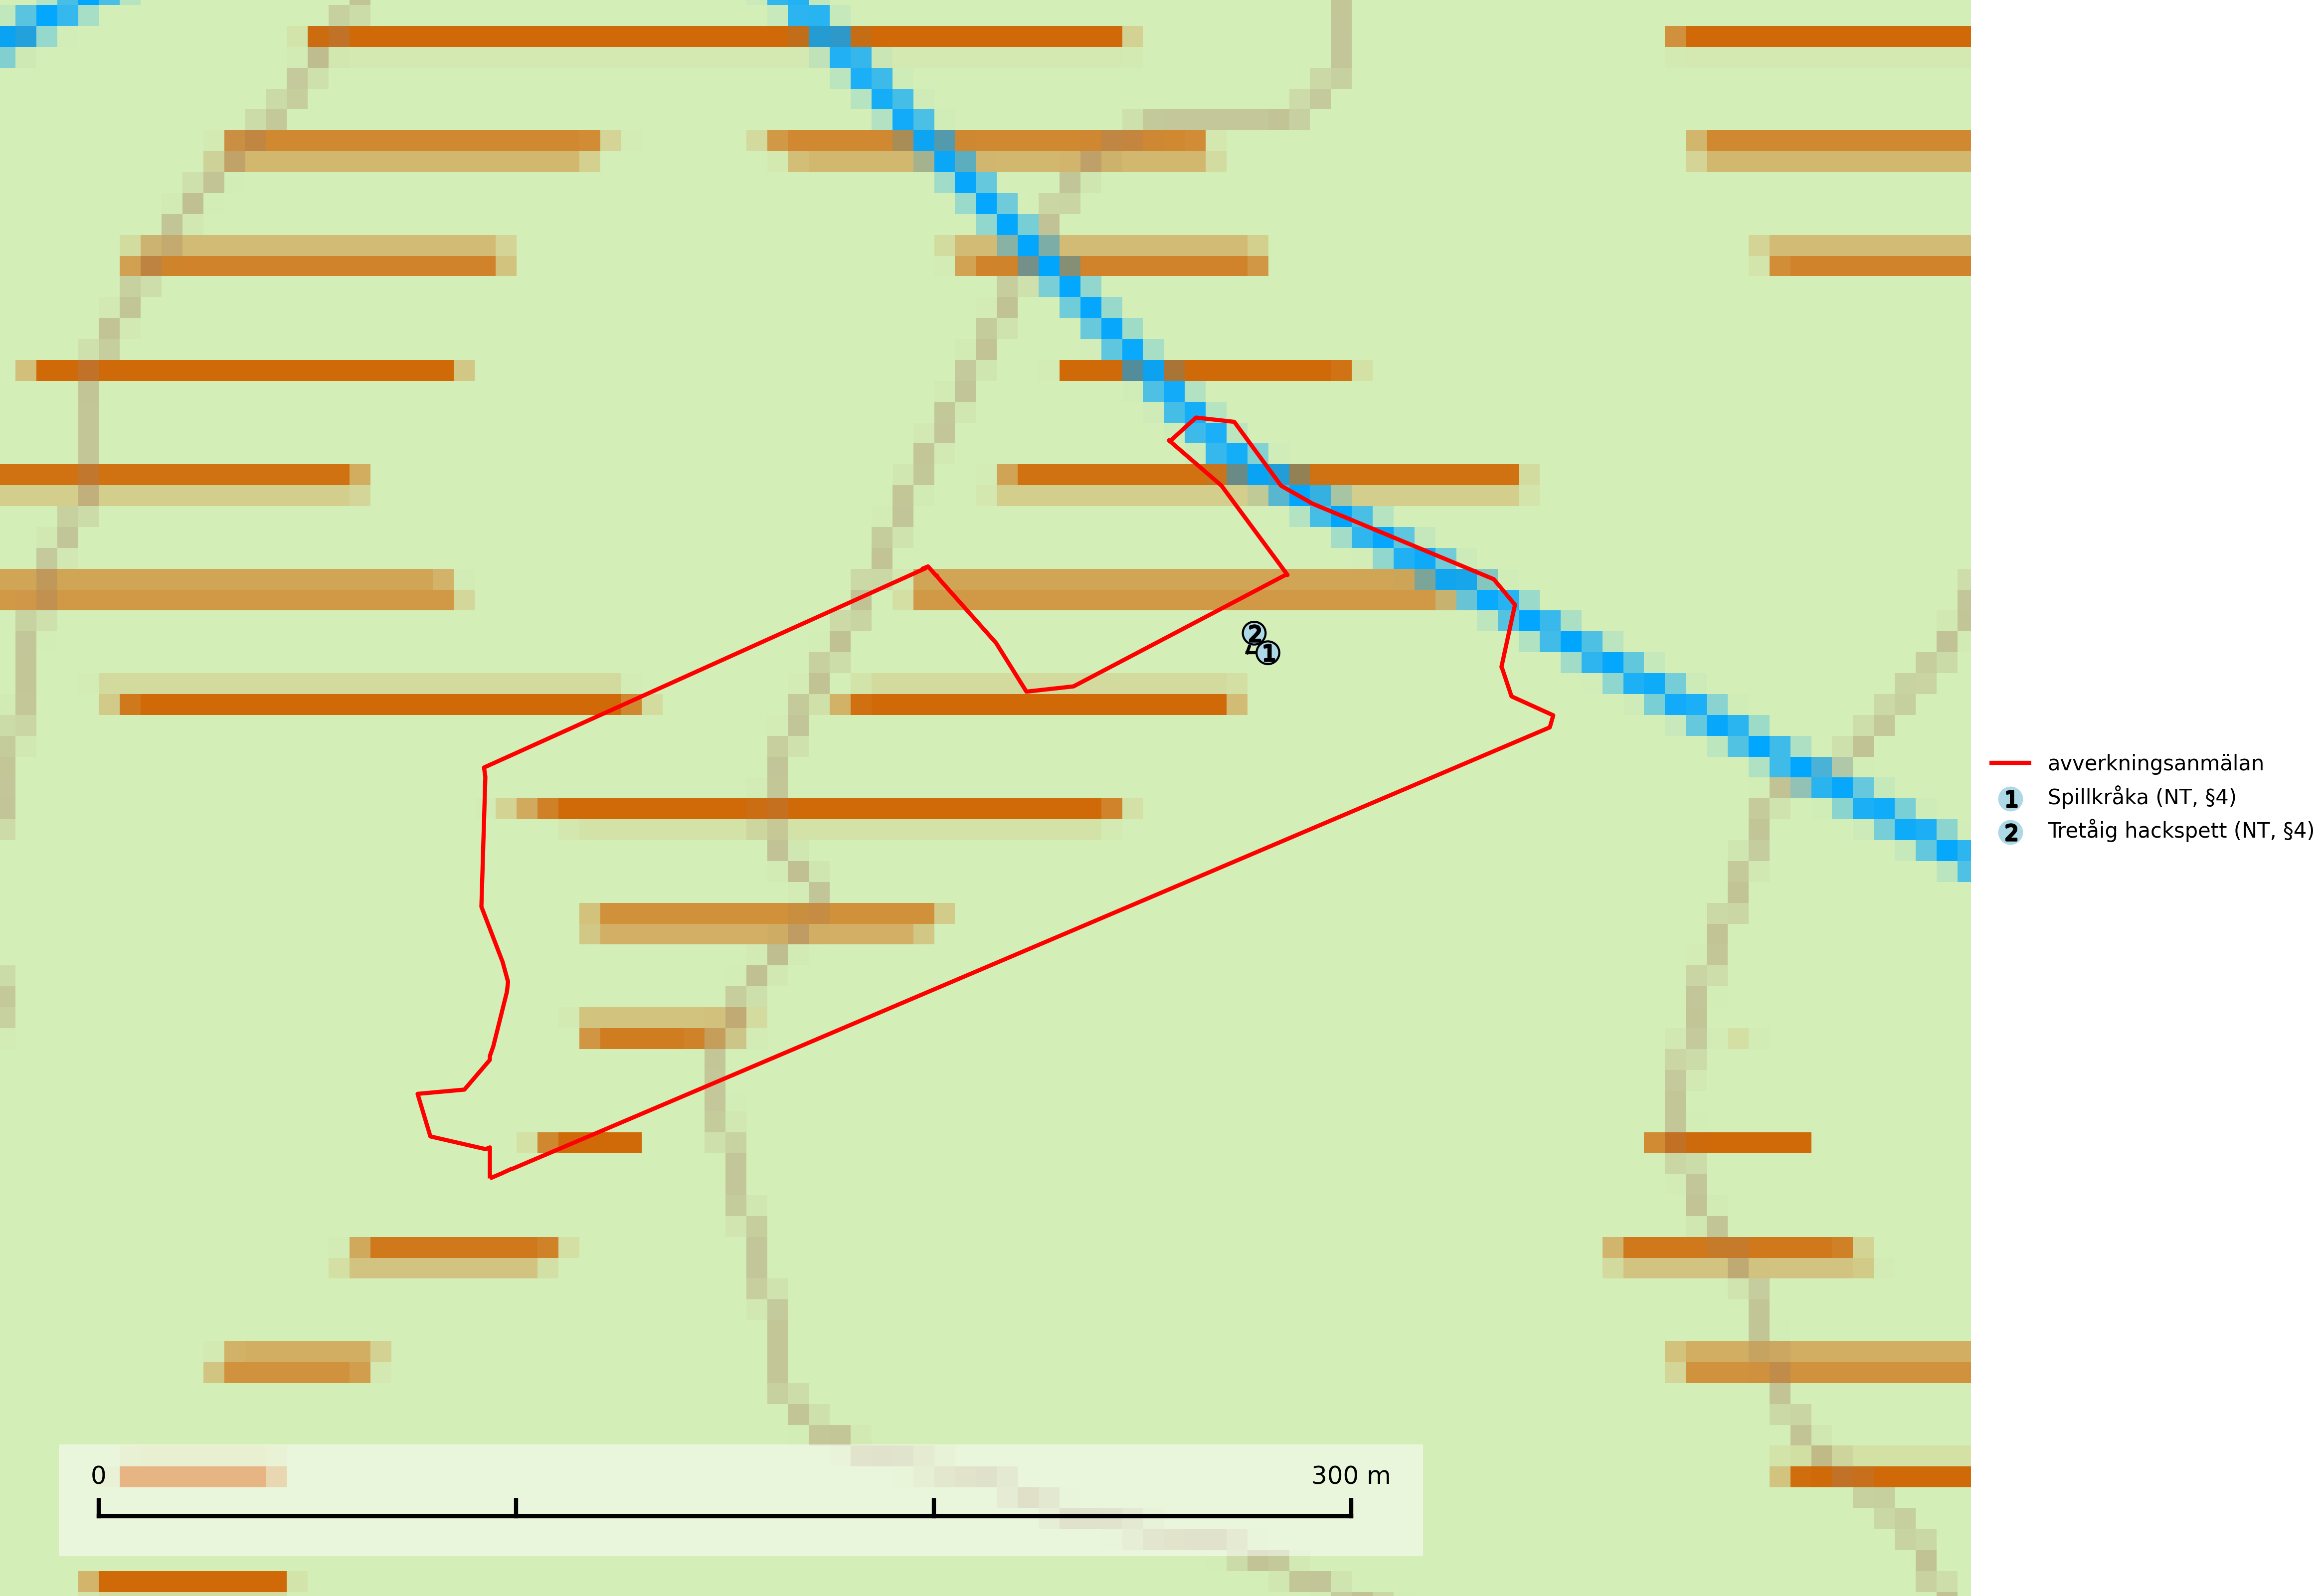 2
1
avverkningsanmälan
1 Spillkråka (NT, §4)
2 Tretåig hackspett (NT, §4)
0 300 m